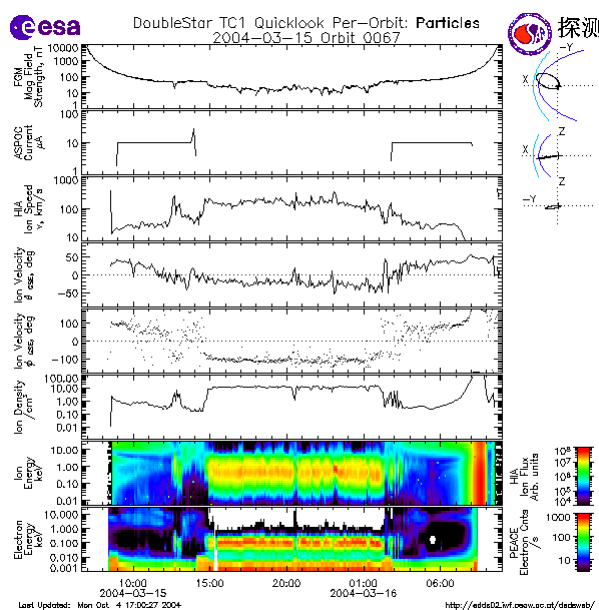 esa
DoubleStar TC1 Quicklook Per-Orbit: Particles
2004-03-15 Orbit 0067
探测
FGM
Mag Field
Strength, nT
10000
1000
100
10
1
ASPOC
Current
μA
100
10
1
HIA
Ion Speed
v, km/s
1000
100
10
Ion Velocity
θ GSE, deg
50
0
-50
Ion Velocity
φ GSE, deg
100
0
-100
Ion Density
/cm³
100.00
10.00
1.00
0.10
0.01
Ion
Energy
keV
10.00
1.00
0.10
0.01
Electron
Energy
keV
10.000
1.000
0.100
0.010
0.001
10:00
15:00
20:00
01:00
06:00
2004-03-15
2004-03-16
-Y
X
Z
X
Z
-Y
HIA
Ion Flux
Arb. units
10⁸
10⁷
10⁶
10⁵
10⁴
PEACE
Electron Cnts
/s
1000
100
10
Last Updated: Mon Oct 4 17:00:27 2004
http://edds02.iwf.oeaw.ac.at/dsdsweb/